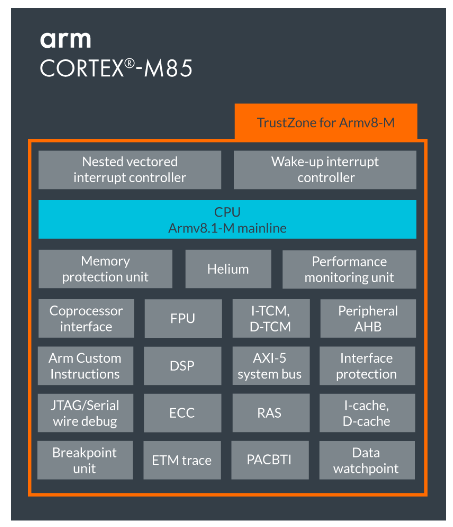 arm
CORTEX®-M85
TrustZone for Armv8-M
Nested vectored
interrupt controller
Wake-up interrupt
controller
CPU
Armv8.1-M mainline
Memory
protection unit
Helium
Performance
monitoring unit
Coprocessor
interface
FPU
I-TCM,
D-TCM
Peripheral
AHB
Arm Custom
Instructions
DSP
AXI-5
system bus
Interface
protection
JTAG/Serial
wire debug
ECC
RAS
I-cache,
D-cache
Breakpoint
unit
ETM trace
PACBTI
Data
watchpoint